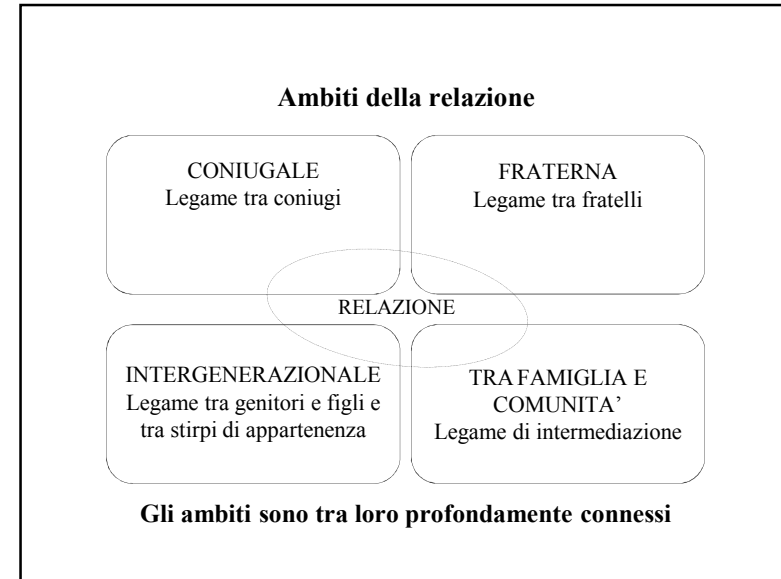 Ambiti della relazione
CONIUGALE
Legame tra coniugi
FRATERNA
Legame tra fratelli
RELAZIONE
INTERGENERAZIONALE
Legame tra genitori e figli e
tra stirpi di appartenenza
TRA FAMIGLIA E
COMUNITA’
Legame di intermediazione
Gli ambiti sono tra loro profondamente connessi